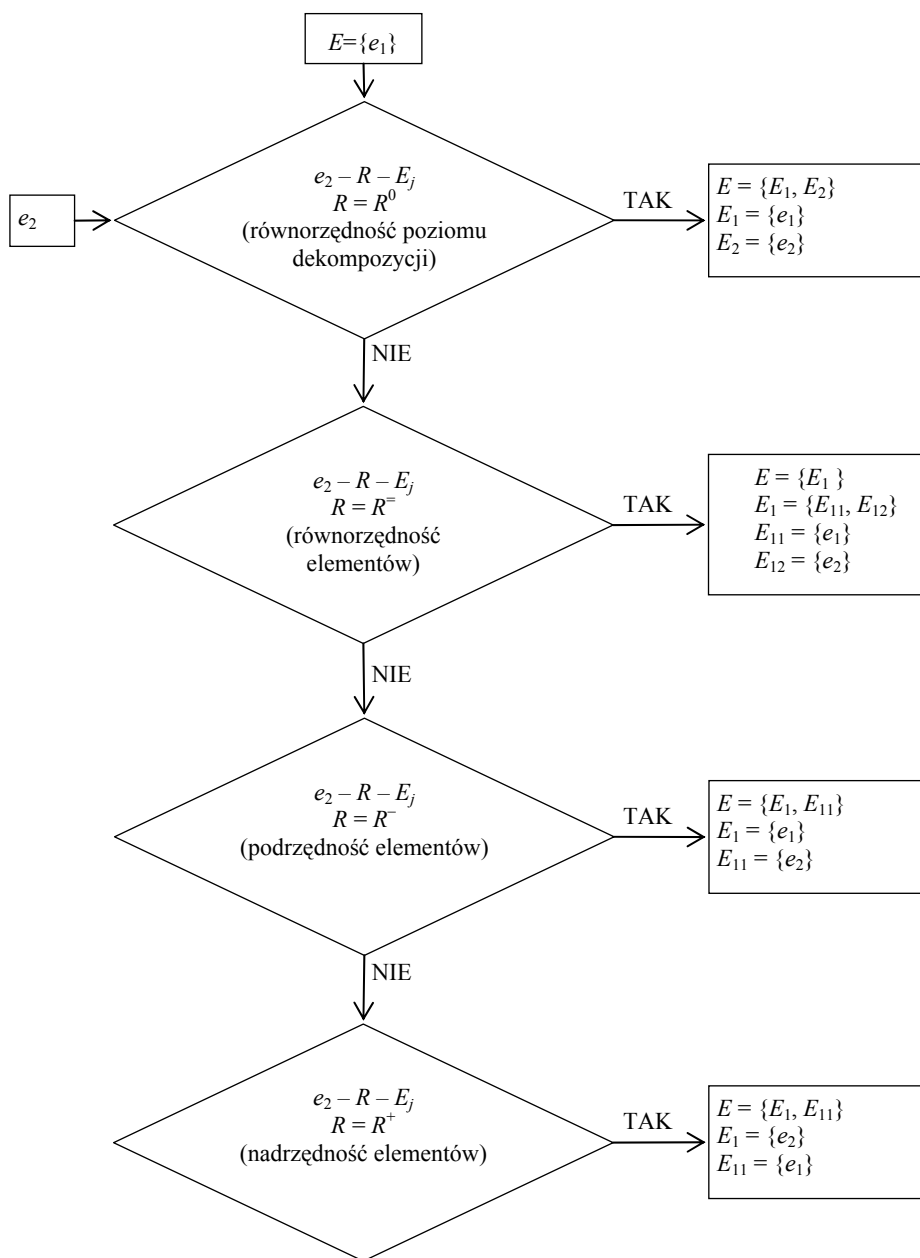 E={e₁}
e₂ – R – Eⱼ
R = R⁰
(równorzędność poziomu
dekompozycji)
e₂
TAK
E = {E₁, E₂}
E₁ = {e₁}
E₂ = {e₂}
NIE
e₂ – R – Eⱼ
R = R⁼
(równorzędność
elementów)
TAK
E = {E₁ }
E₁ = {E₁₁, E₁₂}
E₁₁ = {e₁}
E₁₂ = {e₂}
NIE
e₂ – R – Eⱼ
R = R⁻
(podrzędność elementów)
TAK
E = {E₁, E₁₁}
E₁ = {e₁}
E₁₁ = {e₂}
NIE
e₂ – R – Eⱼ
R = R⁺
(nadrzędność elementów)
TAK
E = {E₁, E₁₁}
E₁ = {e₂}
E₁₁ = {e₁}